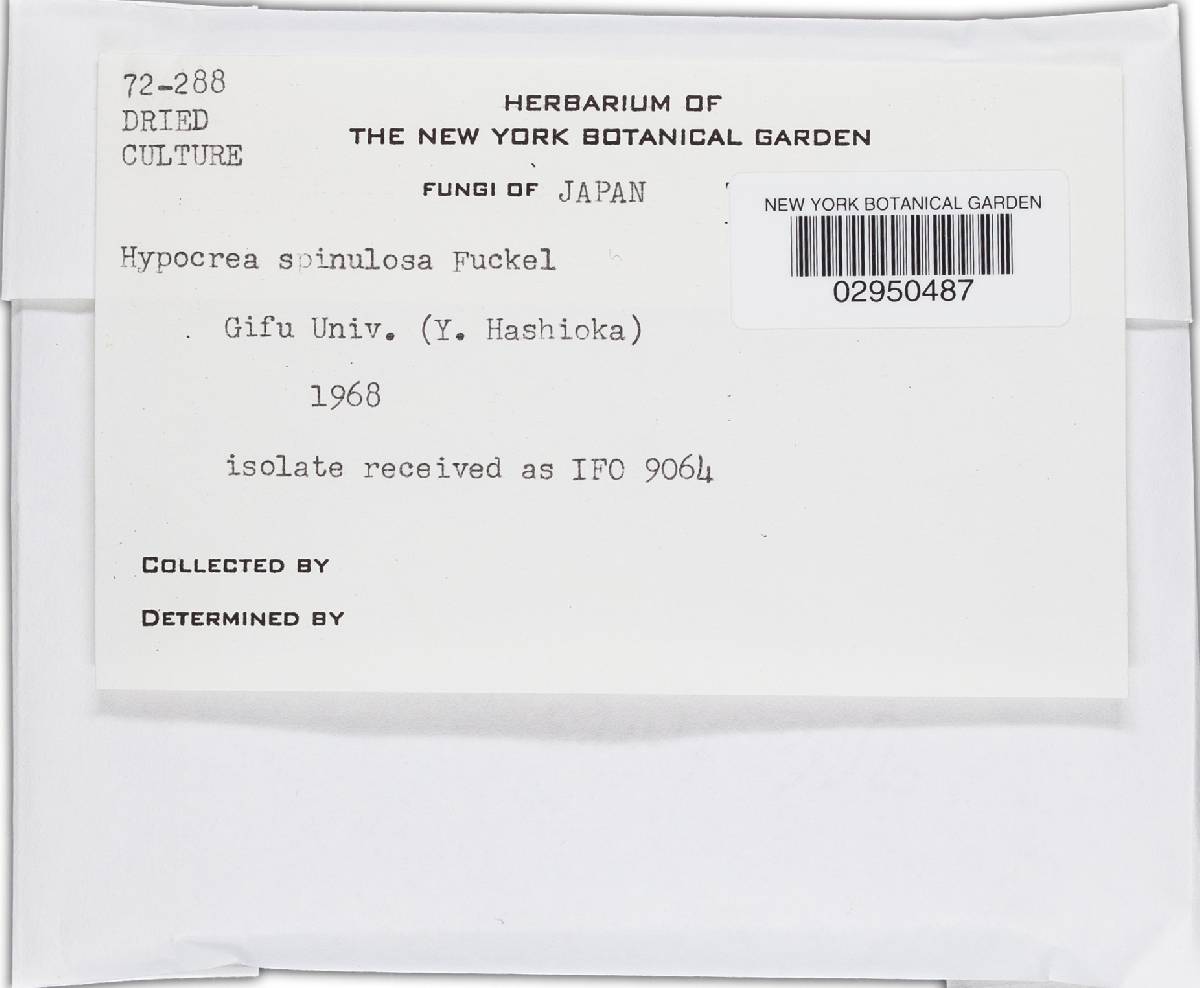 72-288
DRIED
CULTURE
HERBARIUM OF
THE NEW YORK BOTANICAL GARDEN
FUNGI OF JAPAN
NEW YORK BOTANICAL GARDEN
02950487
Hypocrea spinulosa Fuckel
Gifu Univ. (Y. Hashioka)
1968
isolate received as IFO 9064
COLLECTED BY
DETERMINED BY